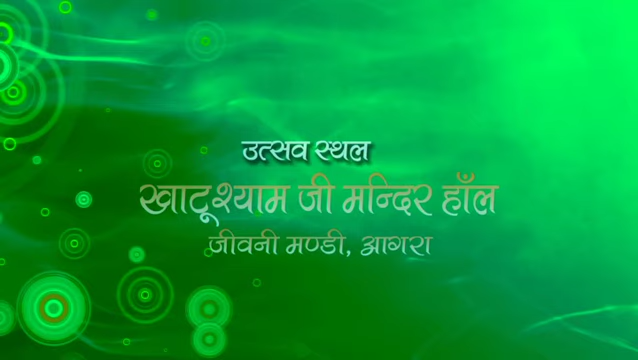 उत्सव स्थल
खाटूश्याम जी मन्दिर हॉंल
जीवनी मण्डी, आगरा